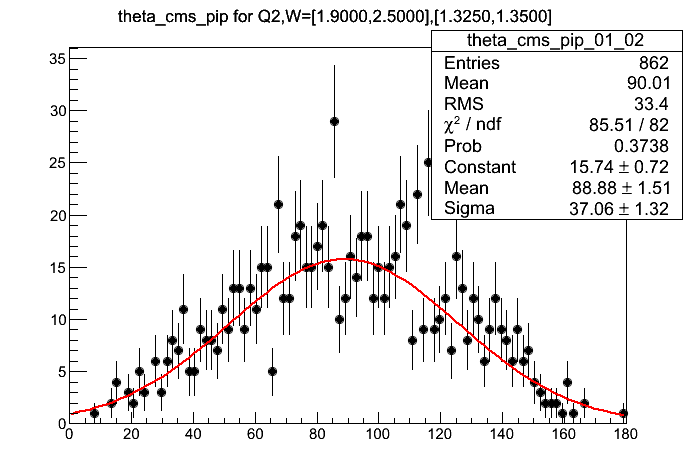 theta_cms_pip for Q2,W=[1.9000,2.5000],[1.3250,1.3500]
theta_cms_pip_01_02
Entries 862
Mean 90.01
RMS 33.4
χ² / ndf 85.51 / 82
Prob 0.3738
Constant 15.74 ± 0.72
Mean 88.88 ± 1.51
Sigma 37.06 ± 1.32
35
30
25
20
15
10
5
0
0 20 40 60 80 100 120 140 160 180